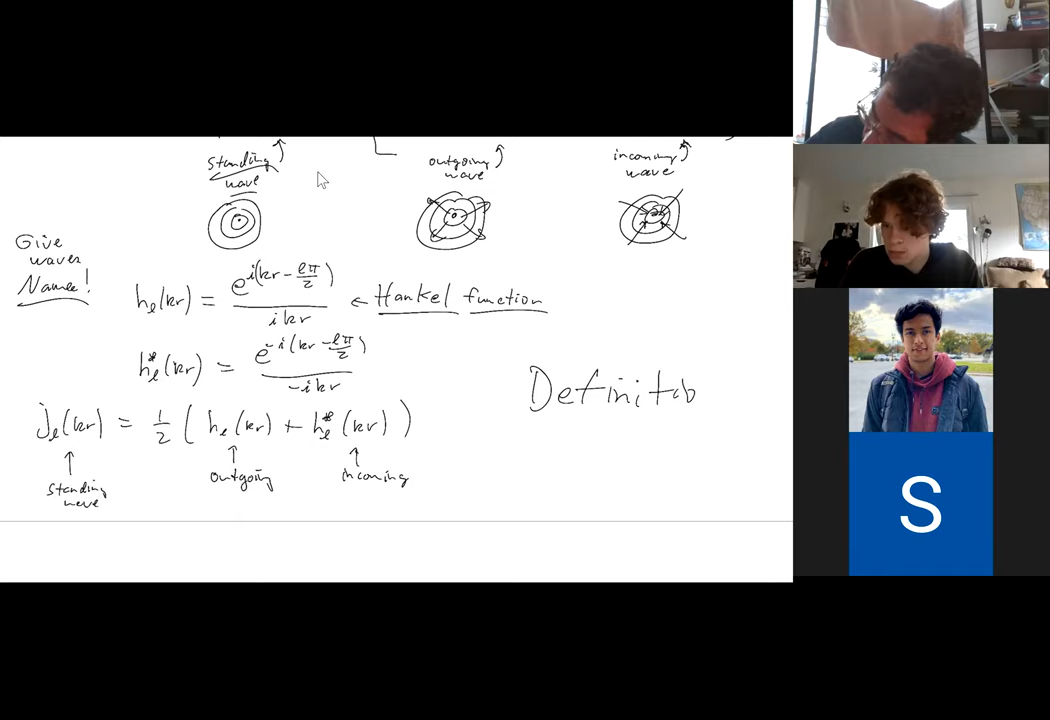 standing
wave
outgoing
wave
incoming
wave
Give
waves
Names!
hₗ(kr) = e^{i(kr - ℓπ/2)} / ikr ← Hankel function
hₗ*(kr) = e^{-i(kr - ℓπ/2)} / -ikr
Definitio
jₗ(kr) = 1/2 ( hₗ(kr) + hₗ*(kr) )
standing
wave
outgoing
incoming
S